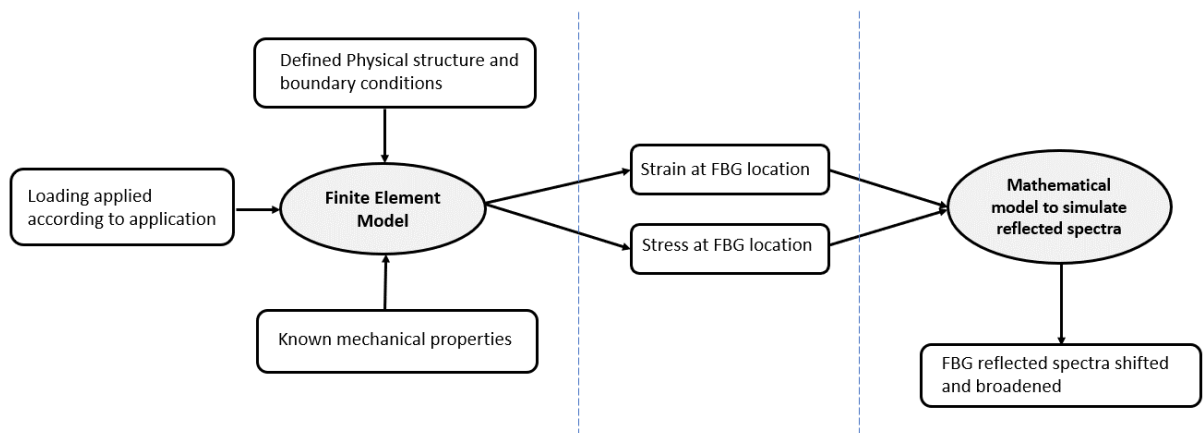 Defined Physical structure and
boundary conditions
Loading applied
according to application
Finite Element
Model
Known mechanical properties
Strain at FBG location
Stress at FBG location
Mathematical
model to simulate
reflected spectra
FBG reflected spectra shifted
and broadened